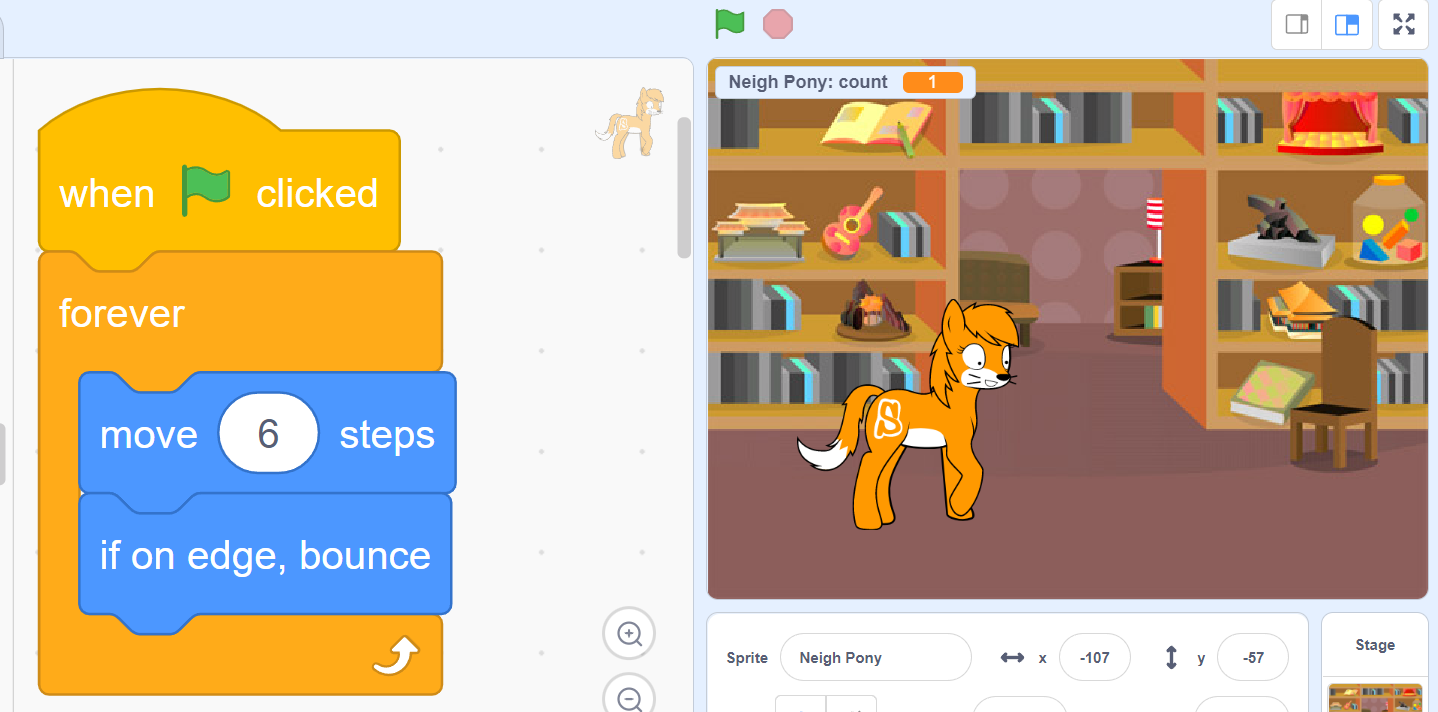 when clicked
forever
move 6 steps
if on edge, bounce
Neigh Pony: count 1
S
Sprite Neigh Pony x -107 y -57
Stage